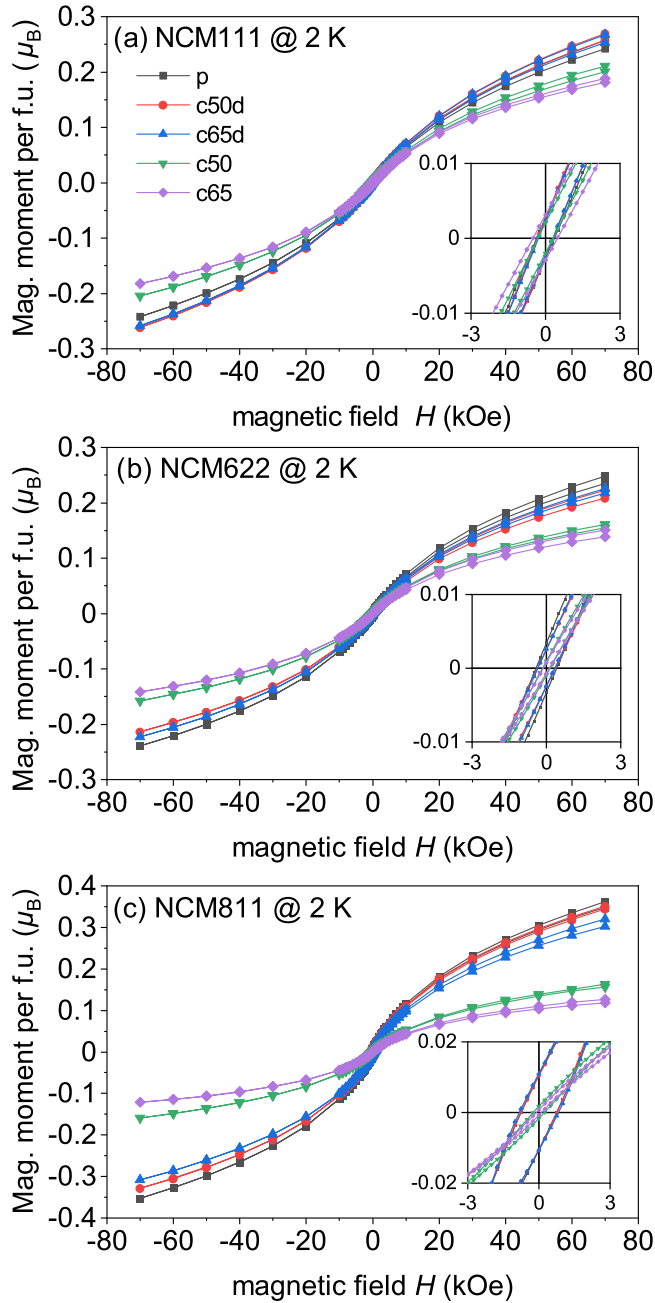 (a) NCM111 @ 2 K
p
c50d
c65d
c50
c65
Mag. moment per f.u. (μB)
0.3
0.2
0.1
0.0
-0.1
-0.2
-0.3
0.01
0
-0.01
-3 0 3
-80 -60 -40 -20 0 20 40 60 80
magnetic field H (kOe)
(b) NCM622 @ 2 K
Mag. moment per f.u. (μB)
0.3
0.2
0.1
0
-0.1
-0.2
-0.3
0.01
0
-0.01
-3 0 3
-80 -60 -40 -20 0 20 40 60 80
magnetic field H (kOe)
(c) NCM811 @ 2 K
Mag. moment per f.u. (μB)
0.4
0.3
0.2
0.1
0
-0.1
-0.2
-0.3
-0.4
0.02
0
-0.02
-3 0 3
-80 -60 -40 -20 0 20 40 60 80
magnetic field H (kOe)